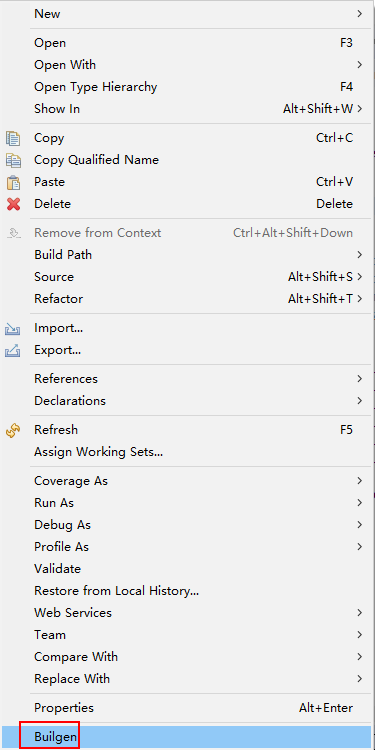 New
Open F3
Open With
Open Type Hierarchy F4
Show In Alt+Shift+W
Copy Ctrl+C
Copy Qualified Name
Paste Ctrl+V
Delete Delete
Remove from Context Ctrl+Alt+Shift+Down
Build Path
Source Alt+Shift+S
Refactor Alt+Shift+T
Import...
Export...
References
Declarations
Refresh F5
Assign Working Sets...
Coverage As
Run As
Debug As
Profile As
Validate
Restore from Local History...
Web Services
Team
Compare With
Replace With
Properties Alt+Enter
Builgen